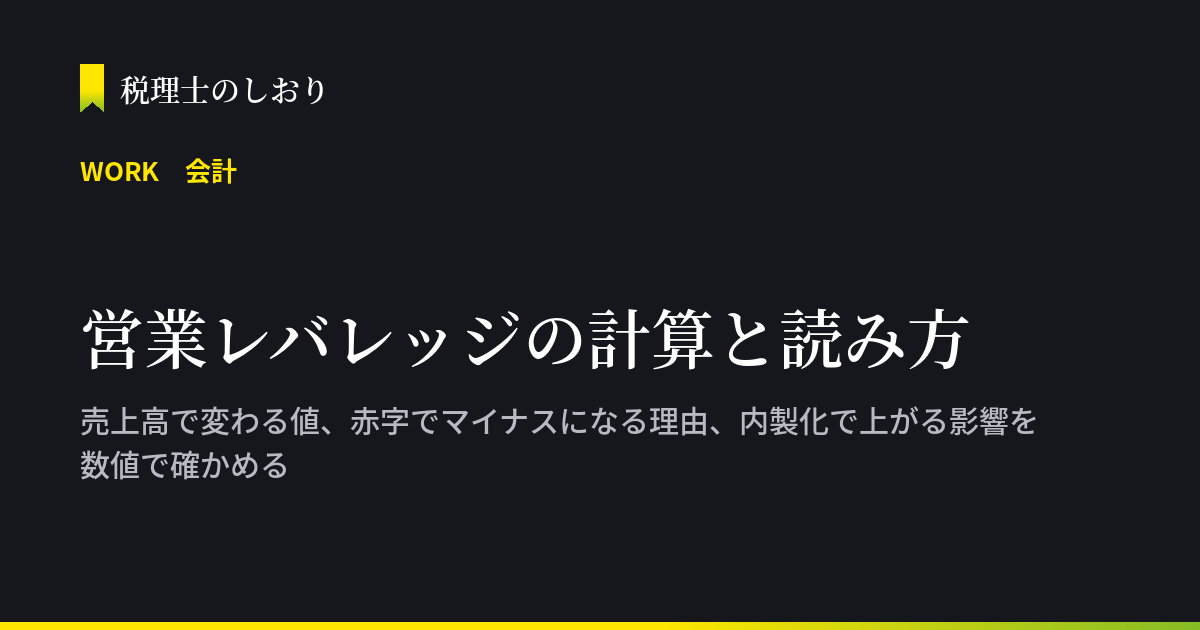 税理士のしおり
WORK　会計
営業レバレッジの計算と読み方
売上高で変わる値、赤字でマイナスになる理由、内製化で上がる影響を
数値で確かめる